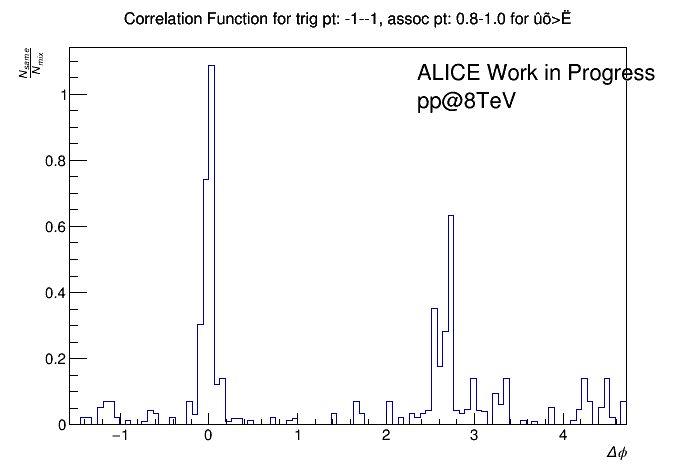 Correlation Function for trig pt: -1--1, assoc pt: 0.8-1.0 for ûõ>Ë
N_same
N_mix
ALICE Work in Progress
pp@8TeV
1
0.8
0.6
0.4
0.2
0
−1 0 1 2 3 4
Δϕ